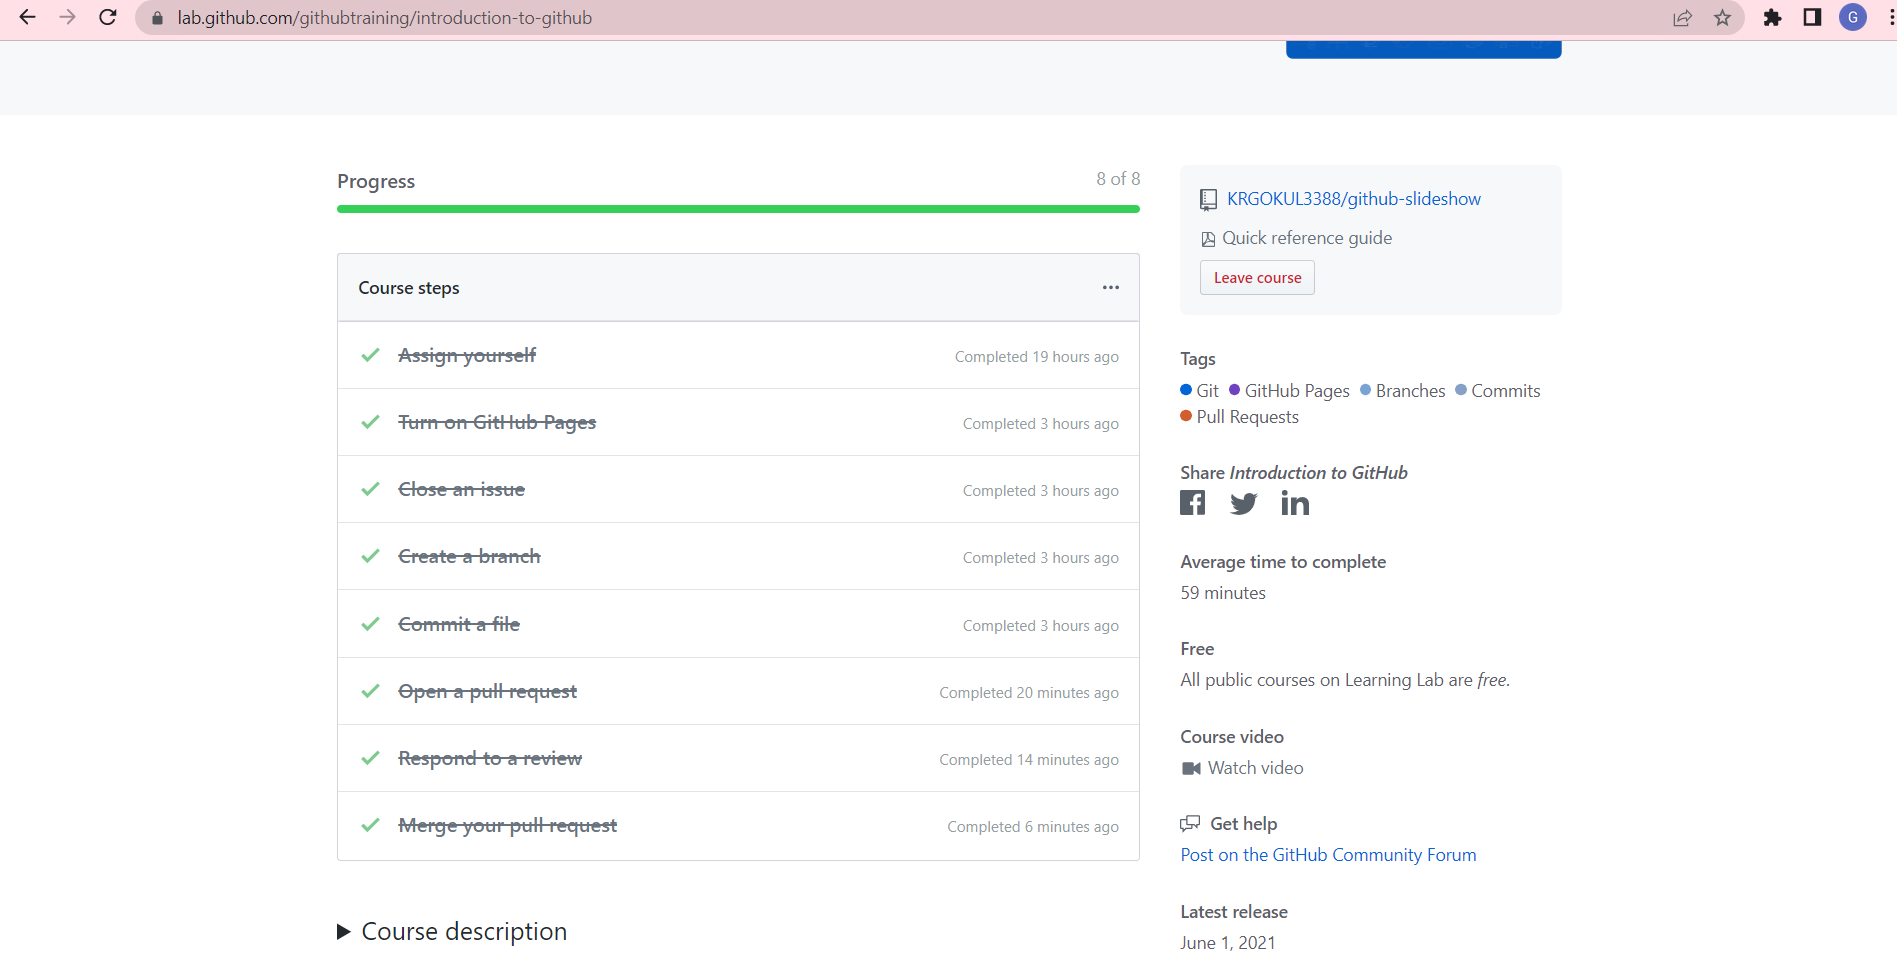 lab.github.com/githubtraining/introduction-to-github
G
Progress
8 of 8
Course steps
Assign yourself
Completed 19 hours ago
Turn on GitHub Pages
Completed 3 hours ago
Close an issue
Completed 3 hours ago
Create a branch
Completed 3 hours ago
Commit a file
Completed 3 hours ago
Open a pull request
Completed 20 minutes ago
Respond to a review
Completed 14 minutes ago
Merge your pull request
Completed 6 minutes ago
Course description
KRGOKUL3388/github-slideshow
Quick reference guide
Leave course
Tags
Git GitHub Pages Branches Commits
Pull Requests
Share Introduction to GitHub
Average time to complete
59 minutes
Free
All public courses on Learning Lab are free.
Course video
Watch video
Get help
Post on the GitHub Community Forum
Latest release
June 1, 2021